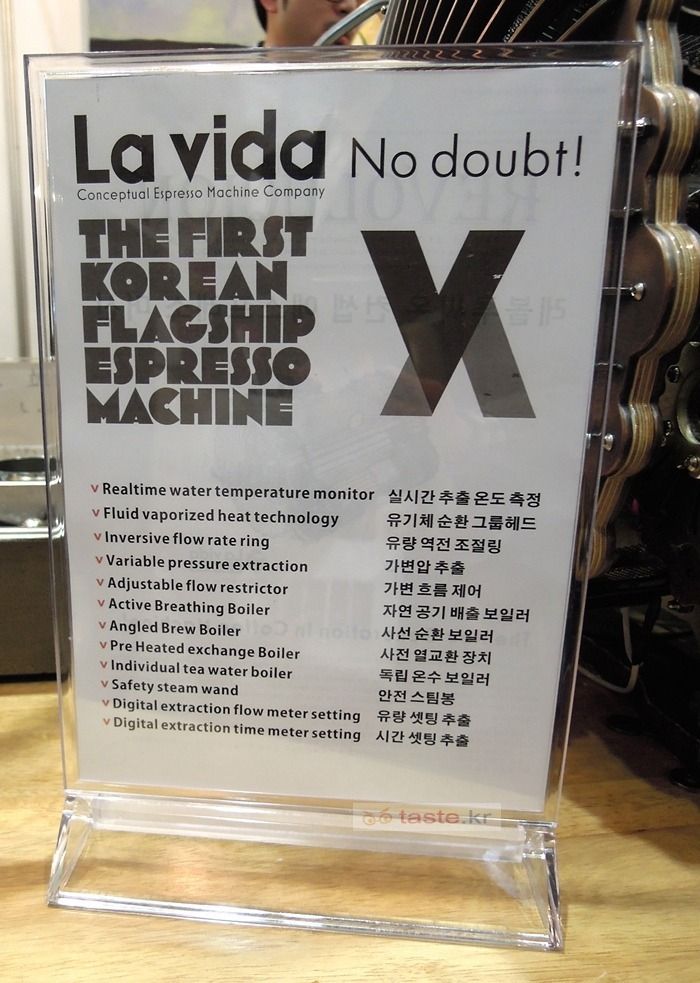 La vida
No doubt!
Conceptual Espresso Machine Company
THE FIRST
KOREAN
FLAGSHIP
ESPRESSO
MACHINE
X
v Realtime water temperature monitor 실시간 추출 온도 측정
v Fluid vaporized heat technology 유기체 순환 그룹헤드
v Inversive flow rate ring 유량 역전 조절링
v Variable pressure extraction 가변압 추출
v Adjustable flow restrictor 가변 흐름 제어
v Active Breathing Boiler 자연 공기 배출 보일러
v Angled Brew Boiler 사선 순환 보일러
v Pre Heated exchange Boiler 사전 열교환 장치
v Individual tea water boiler 독립 온수 보일러
v Safety steam wand 안전 스팀봉
v Digital extraction flow meter setting 유량 셋팅 추출
v Digital extraction time meter setting 시간 셋팅 추출
taste.kr